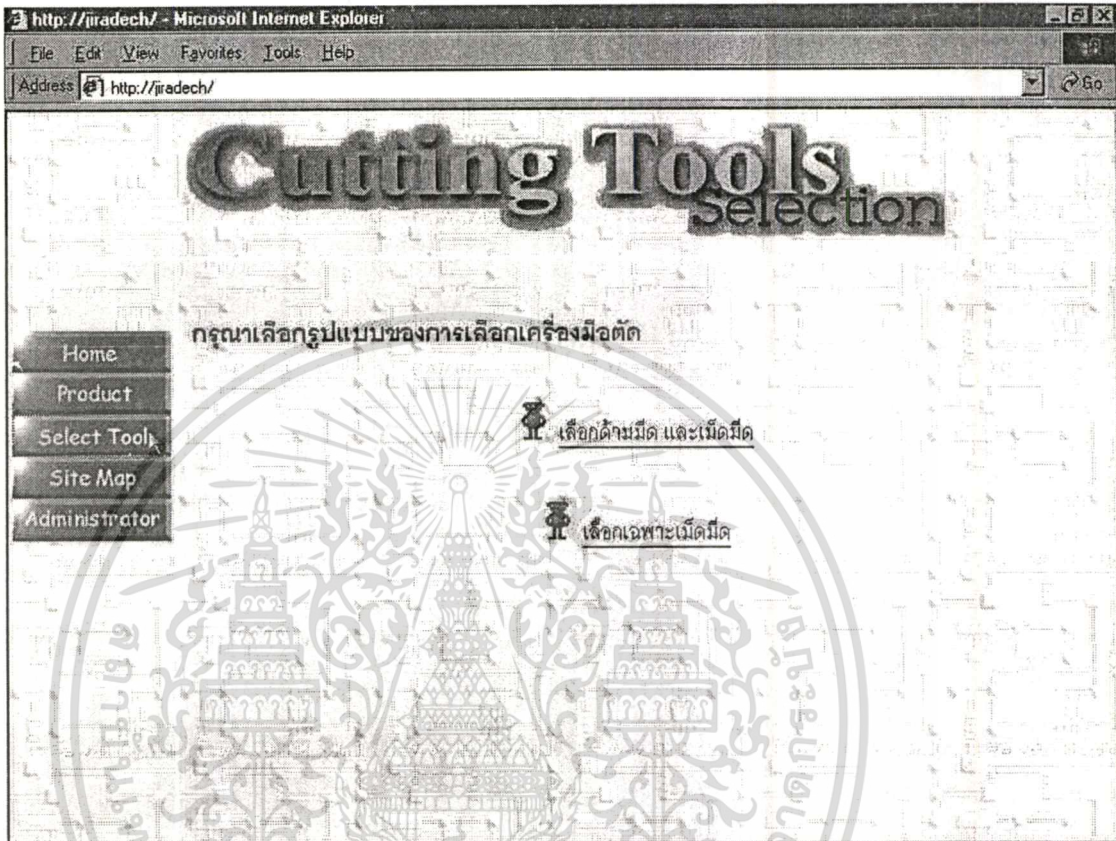 http://jiradech/ - Microsoft Internet Explorer
File Edit View Favorites Tools Help
Address http://jiradech/ Go
Cutting Tools
Selection
กรุณาเลือกรูปแบบของการเลือกเครื่องมือตัด
Home
Product
Select Tool
Site Map
Administrator
เลือกด้ามมีด และเม็ดมีด
เลือกเฉพาะเม็ดมีด